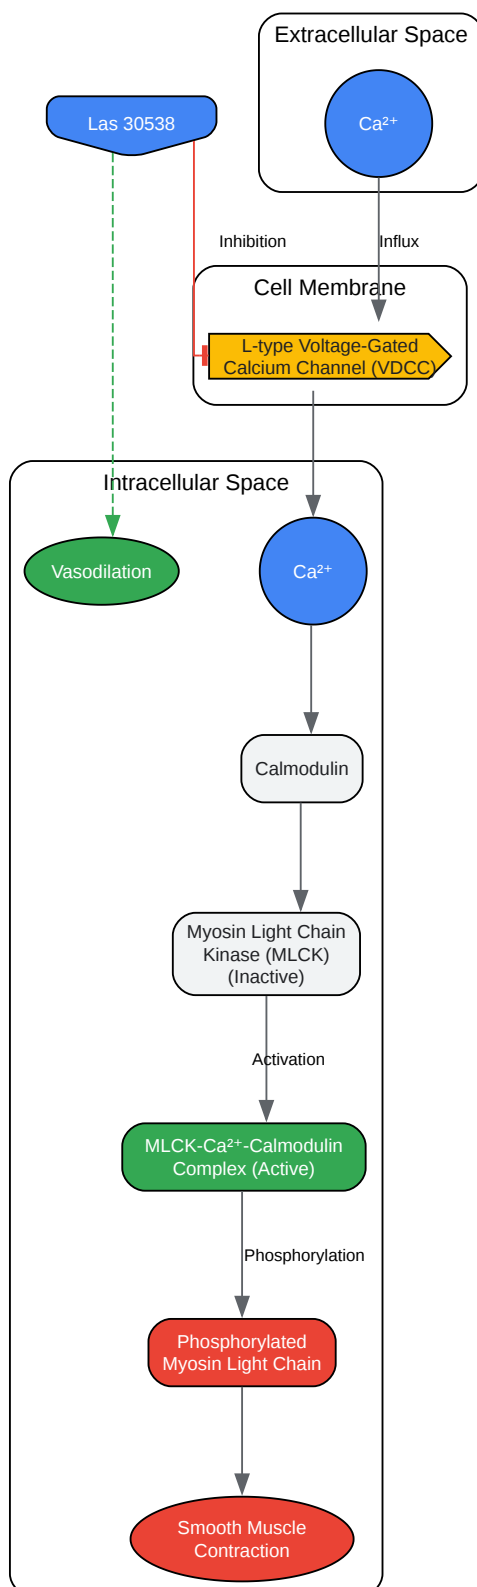 Extracellular Space
Las 30538
Ca²⁺
Inhibition
Influx
Cell Membrane
L-type Voltage-Gated
Calcium Channel (VDCC)
Intracellular Space
Vasodilation
Ca²⁺
Calmodulin
Myosin Light Chain
Kinase (MLCK)
(Inactive)
Activation
MLCK-Ca²⁺-Calmodulin
Complex (Active)
Phosphorylation
Phosphorylated
Myosin Light Chain
Smooth Muscle
Contraction